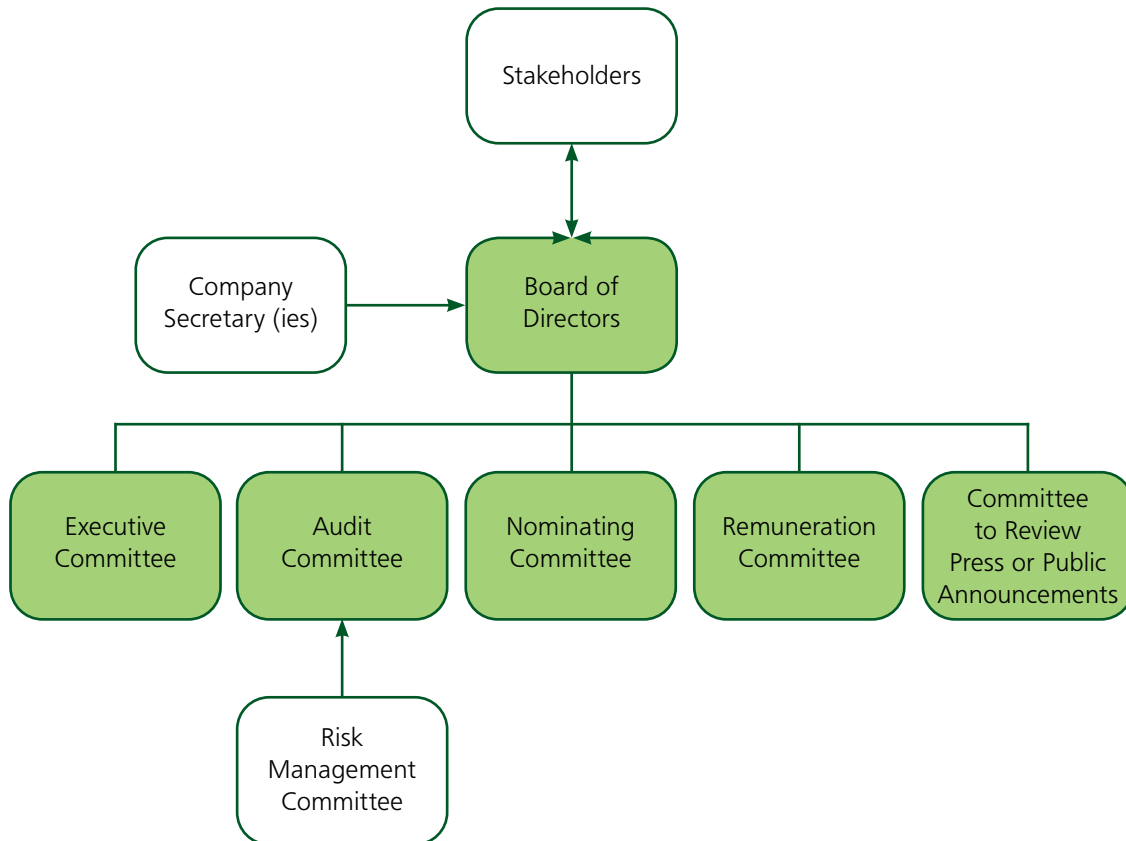 Stakeholders
Company
Secretary (ies)
Board of
Directors
Executive
Committee
Audit
Committee
Nominating
Committee
Remuneration
Committee
Committee
to Review
Press or Public
Announcements
Risk
Management
Committee